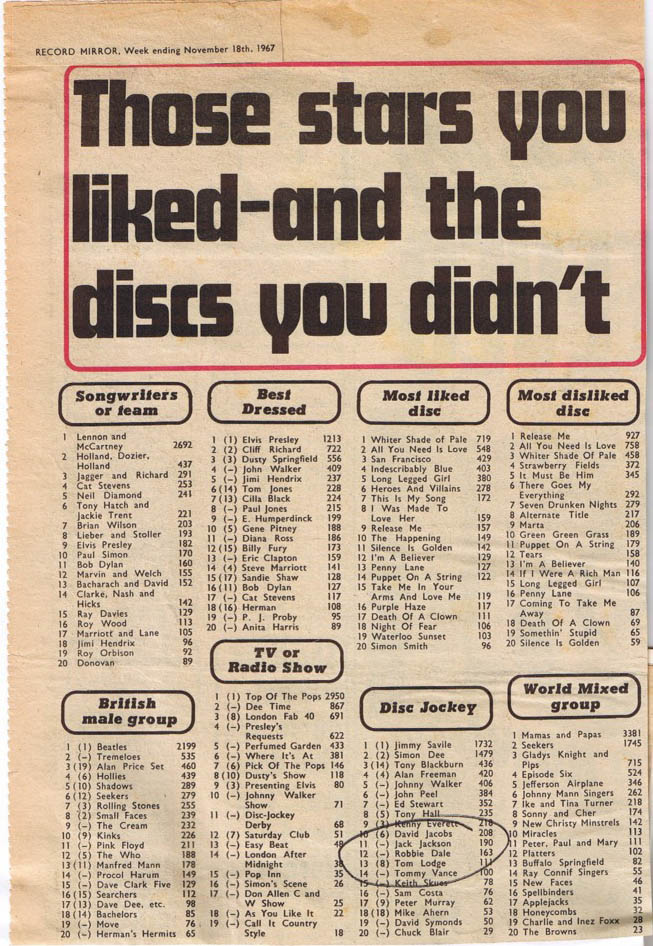 RECORD MIRROR, Week ending November 18th, 1967
Those stars you
liked-and the
discs you didn't
Songwriters
or team
1 Lennon and
McCartney 2692
2 Holland, Dozier,
Holland 437
3 Jagger and Richard 291
4 Cat Stevens 253
5 Neil Diamond 241
6 Tony Hatch and
Jackie Trent 221
7 Brian Wilson 203
8 Lieber and Stoller 193
9 Elvis Presley 182
10 Paul Simon 170
11 Bob Dylan 160
12 Marvin and Welch 155
13 Bacharach and David 152
14 Clarke, Nash and
Hicks 142
15 Ray Davies 129
16 Roy Wood 113
17 Marriott and Lane 105
18 Jimi Hendrix 96
19 Roy Orbison 92
20 Donovan 89
Best
Dressed
1 (1) Elvis Presley 1213
2 (2) Cliff Richard 722
3 (3) Dusty Springfield 556
4 (—) John Walker 409
5 (—) Jimi Hendrix 237
6 (14) Tom Jones 228
7 (13) Cilla Black 224
8 (—) Paul Jones 215
9 (—) E. Humperdinck 199
10 (5) Gene Pitney 188
11 (—) Diana Ross 186
12 (15) Billy Fury 173
13 (—) Eric Clapton 159
14 (4) Steve Marriott 141
15 (17) Sandie Shaw 128
16 (11) Bob Dylan 127
17 (—) Cat Stevens 117
18 (16) Herman 108
19 (—) P. J. Proby 95
20 (—) Anita Harris 89
Most liked
disc
1 Whiter Shade of Pale 719
2 All You Need Is Love 548
3 San Francisco 429
4 Indescribably Blue 403
5 Long Legged Girl 380
6 Heroes And Villains 278
7 This Is My Song 172
8 I Was Made To
Love Her 159
9 Release Me 157
10 The Happening 149
11 Silence Is Golden 142
12 I'm A Believer 129
13 Penny Lane 127
14 Puppet On A String 122
15 Take Me In Your
Arms And Love Me 119
16 Purple Haze 117
17 Death Of A Clown 111
18 Night Of Fear 106
19 Waterloo Sunset 103
20 Simon Smith 96
Most disliked
disc
1 Release Me 927
2 All You Need Is Love 758
3 Whiter Shade Of Pale 458
4 Strawberry Fields 372
5 It Must Be Him 345
6 There Goes My
Everything 292
7 Seven Drunken Nights 279
8 Alternate Title 217
9 Marta 206
10 Green Green Grass 189
11 Puppet On A String 179
12 Tears 158
13 I'm A Believer 140
14 If I Were A Rich Man 116
15 Long Legged Girl 107
16 Penny Lane 106
17 Coming To Take Me
Away 87
18 Death Of A Clown 69
19 Somethin' Stupid 65
20 Silence Is Golden 59
British
male group
1 (1) Beatles 2199
2 (—) Tremeloes 535
3 (19) Alan Price Set 460
4 (6) Hollies 439
5 (10) Shadows 289
6 (12) Seekers 279
7 (3) Rolling Stones 255
8 (2) Small Faces 239
9 (—) The Cream 232
10 (9) Kinks 226
11 (—) Pink Floyd 211
12 (5) The Who 188
13 (11) Manfred Mann 178
14 (—) Procol Harum 149
15 (—) Dave Clark Five 129
16 (15) Searchers 112
17 (13) Dave Dee, etc. 98
18 (14) Bachelors 85
19 (—) Move 76
20 (—) Herman's Hermits 65
TV or
Radio Show
1 (1) Top Of The Pops 2950
2 (—) Dee Time 867
3 (8) London Fab 40 691
4 (—) Presley's
Requests 622
5 (—) Perfumed Garden 433
6 (—) Where It's At 381
7 (6) Pick Of The Pops 146
8 (10) Dusty's Show 118
9 (3) Presenting Elvis 80
10 (—) Johnny Walker
Show 71
11 (—) Disc-Jockey
Derby 68
12 (7) Saturday Club 51
13 (—) Easy Beat 48
14 (—) London After
Midnight 38
15 (—) Pop Inn 35
16 (—) Simon's Scene 26
17 (—) Don Allen C and
W Show 25
18 (—) As You Like It 22
19 (—) Call It Country
Style 18
Disc Jockey
1 (1) Jimmy Savile 1732
2 (2) Simon Dee 1479
3 (14) Tony Blackburn 436
4 (4) Alan Freeman 420
5 (—) Johnny Walker 406
6 (—) John Peel 384
7 (—) Ed Stewart 352
8 (5) Tony Hall 235
9 (3) Kenny Everett 218
10 (6) David Jacobs 208
11 (—) Jack Jackson 190
12 (—) Robbie Dale 163
13 (8) Tom Lodge 111
14 (—) Tommy Vance 100
15 (—) Keith Skues 78
16 (—) Sam Costa 76
17 (9) Peter Murray 62
18 (18) Mike Ahern 53
19 (—) David Symonds 50
20 (—) Chuck Blair 29
World Mixed
group
1 Mamas and Papas 3381
2 Seekers 1745
3 Gladys Knight and
Pips 715
4 Episode Six 524
5 Jefferson Airplane 346
6 Johnny Mann Singers 262
7 Ike and Tina Turner 218
8 Sonny and Cher 174
9 New Christy Minstrels 142
10 Miracles 113
11 Peter, Paul and Mary 111
12 Platters 102
13 Buffalo Springfield 82
14 Ray Connif Singers 55
15 New Faces 46
16 Spellbinders 41
17 Applejacks 35
18 Honeycombs 32
19 Charlie and Inez Foxx 28
20 The Browns 23